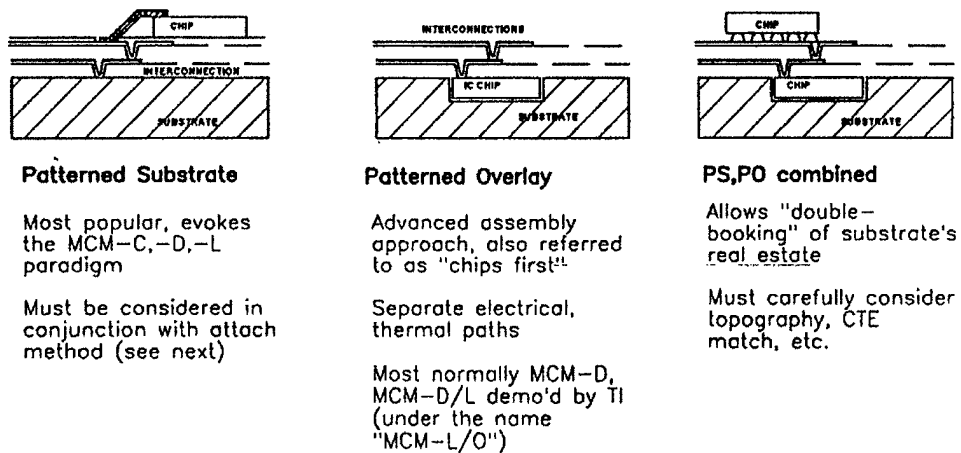 CHIP
INTERCONNECTION
SUBSTRATE
Patterned Substrate
Most popular, evokes
the MCM-C,-D,-L
paradigm
Must be considered in
conjunction with attach
method (see next)
INTERCONNECTIONS
IC CHIP
SUBSTRATE
Patterned Overlay
Advanced assembly
approach, also referred
to as "chips first"
Separate electrical,
thermal paths
Most normally MCM-D,
MCM-D/L demo'd by TI
(under the name
"MCM-L/O")
CHIP
CHIP
SUBSTRATE
PS,PO combined
Allows "double-
booking" of substrate's
real estate
Must carefully consider
topography, CTE
match, etc.